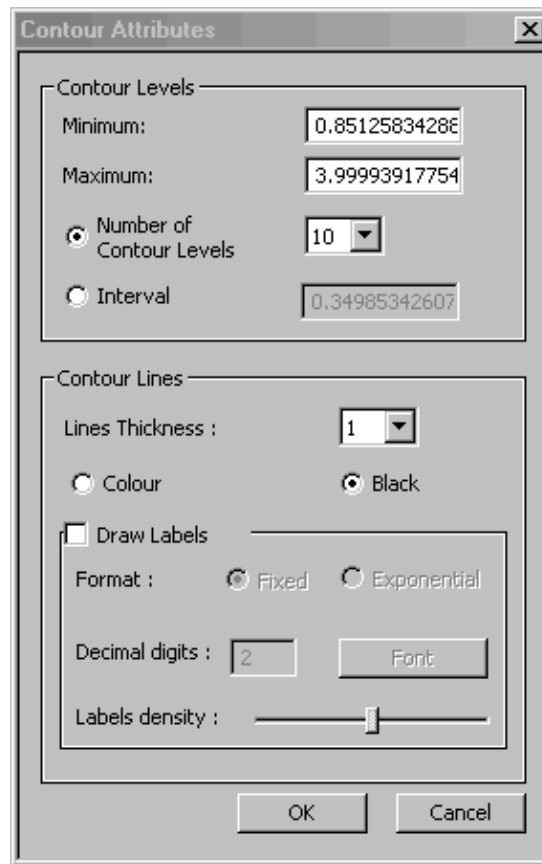 Contour Attributes
Contour Levels
Minimum: 0.85125834288
Maximum: 3.99993917754
Number of
Contour Levels 10
Interval 0.34985342607
Contour Lines
Lines Thickness : 1
Colour Black
Draw Labels
Format : Fixed Exponential
Decimal digits : 2 Font
Labels density :
OK Cancel